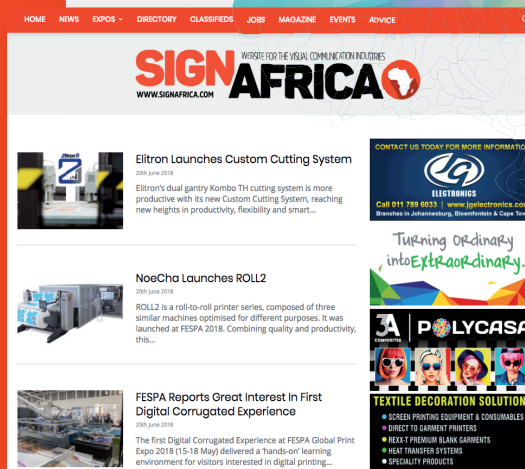 HOME NEWS EXPOS DIRECTORY CLASSIFIEDS JOBS MAGAZINE EVENTS ADVICE
SIGN AFRICA
WEBSITE FOR THE VISUAL COMMUNICATION INDUSTRIES
WWW.SIGNAFRICA.COM
Elitron Launches Custom Cutting System
20th June 2018
Elitron's dual gantry Kombo TH cutting system is more
productive with its new Custom Cutting System, reaching
new heights in productivity, flexibility and smart...
NoeCha Launches ROLL2
20th June 2018
ROLL2 is a roll-to-roll printer series, composed of three
similar machines optimised for different purposes. It was
launched at FESPA 2018. Combining quality and productivity,
this...
FESPA Reports Great Interest In First
Digital Corrugated Experience
20th June 2018
The first Digital Corrugated Experience at FESPA Global Print
Expo 2018 (15-18 May) delivered a 'hands-on' learning
environment for visitors interested in digital printing...
CONTACT US TODAY FOR MORE INFORMATIO
ELECTRONICS
Call 011 789 6033 | www.jgelectronics.co
Branches in Johannesburg, Bloemfontein & Cape Tow
Turning Ordinary
into Extraordinary.
3A
COMPOSITES
POLYCASA
TEXTILE DECORATION SOLUTION
SCREEN PRINTING EQUIPMENT & CONSUMABLES
DIRECT TO GARMENT PRINTERS
REXX-T PREMIUM BLANK GARMENTS
HEAT TRANSFER SYSTEMS
SPECIALITY PRODUCTS